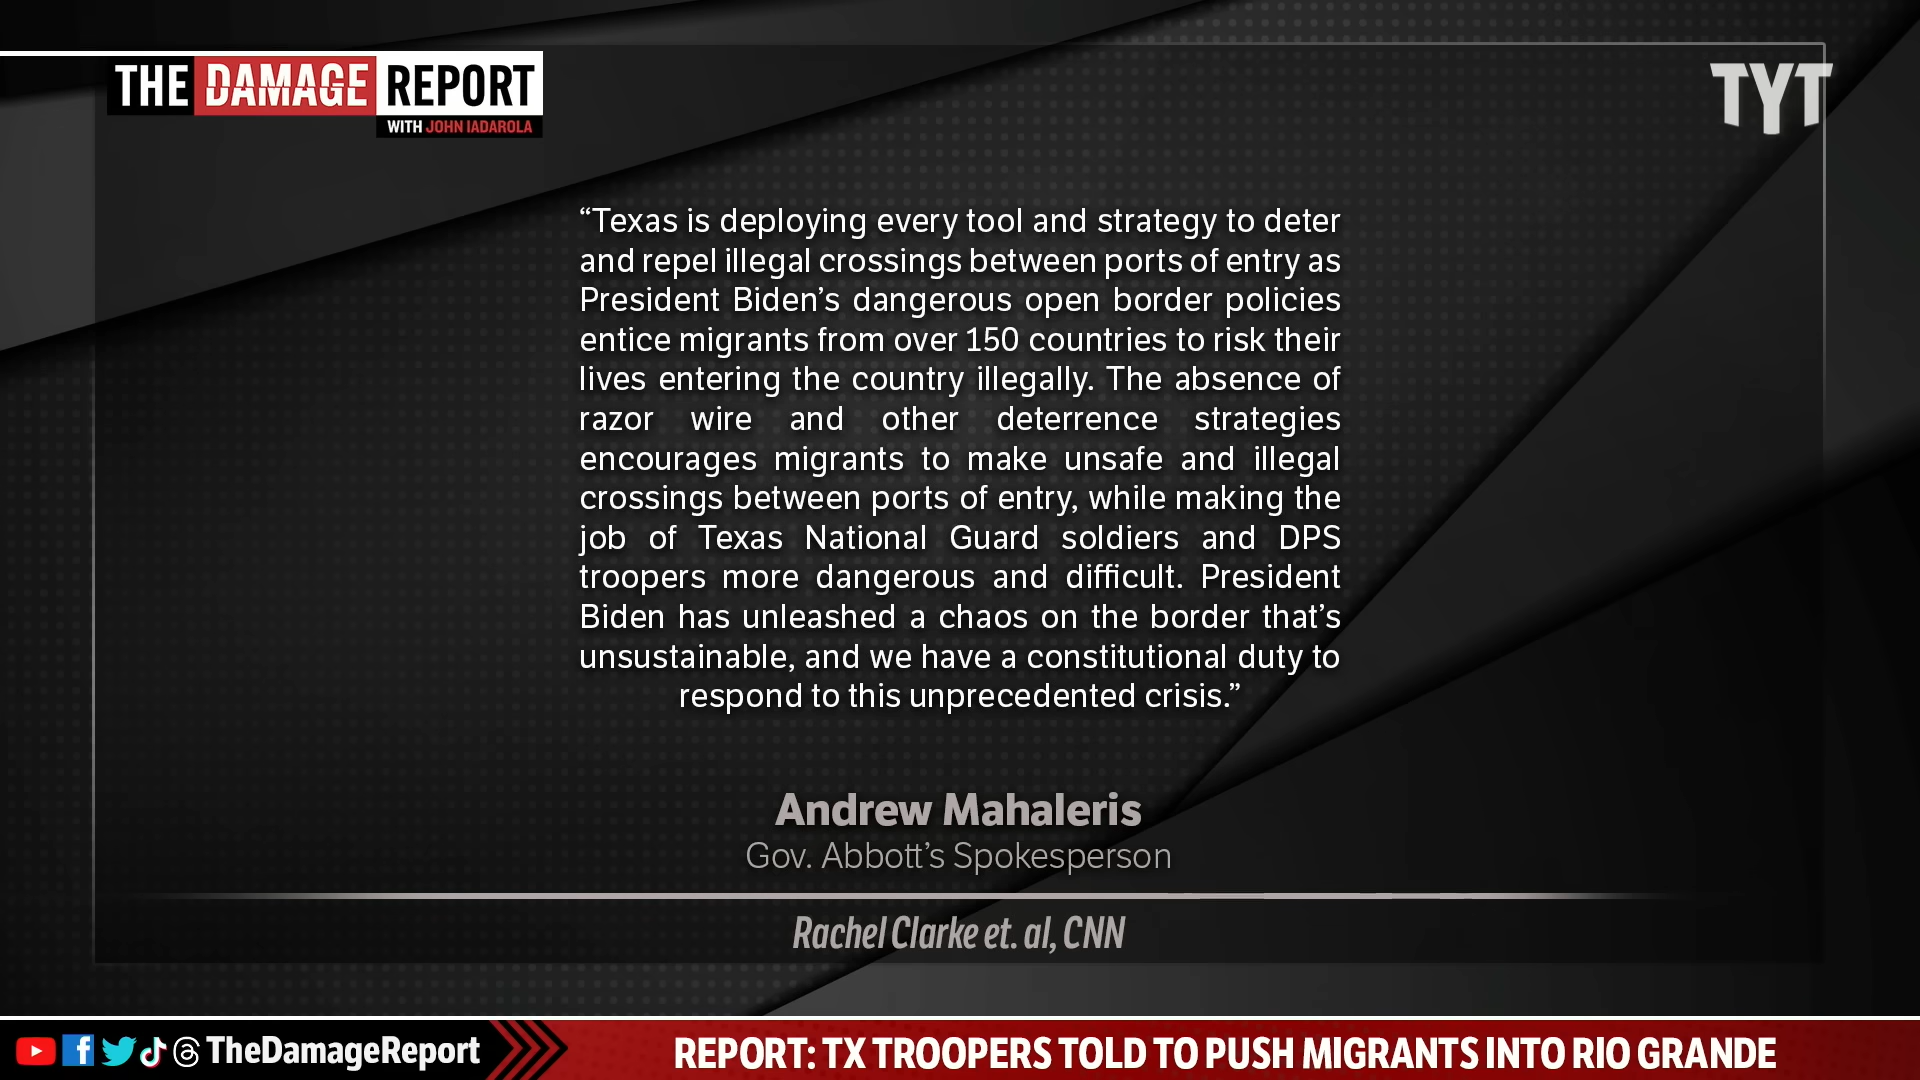 THE DAMAGE REPORT
WITH JOHN IADAROLA
TYT
“Texas is deploying every tool and strategy to deter
and repel illegal crossings between ports of entry as
President Biden’s dangerous open border policies
entice migrants from over 150 countries to risk their
lives entering the country illegally. The absence of
razor wire and other deterrence strategies
encourages migrants to make unsafe and illegal
crossings between ports of entry, while making the
job of Texas National Guard soldiers and DPS
troopers more dangerous and difficult. President
Biden has unleashed a chaos on the border that’s
unsustainable, and we have a constitutional duty to
respond to this unprecedented crisis.”
Andrew Mahaleris
Gov. Abbott’s Spokesperson
Rachel Clarke et. al, CNN
TheDamageReport
REPORT: TX TROOPERS TOLD TO PUSH MIGRANTS INTO RIO GRANDE